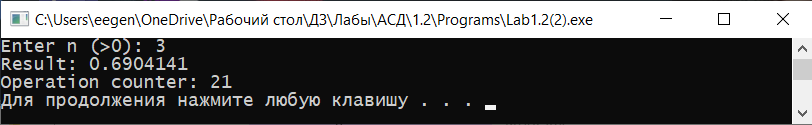 C:\Users\eegen\OneDrive\Рабочий стол\ДЗ\Лабы\АСД\1.2\Programs\Lab1.2(2).exe
Enter n (>0): 3
Result: 0.6904141
Operation counter: 21
Для продолжения нажмите любую клавишу . . .